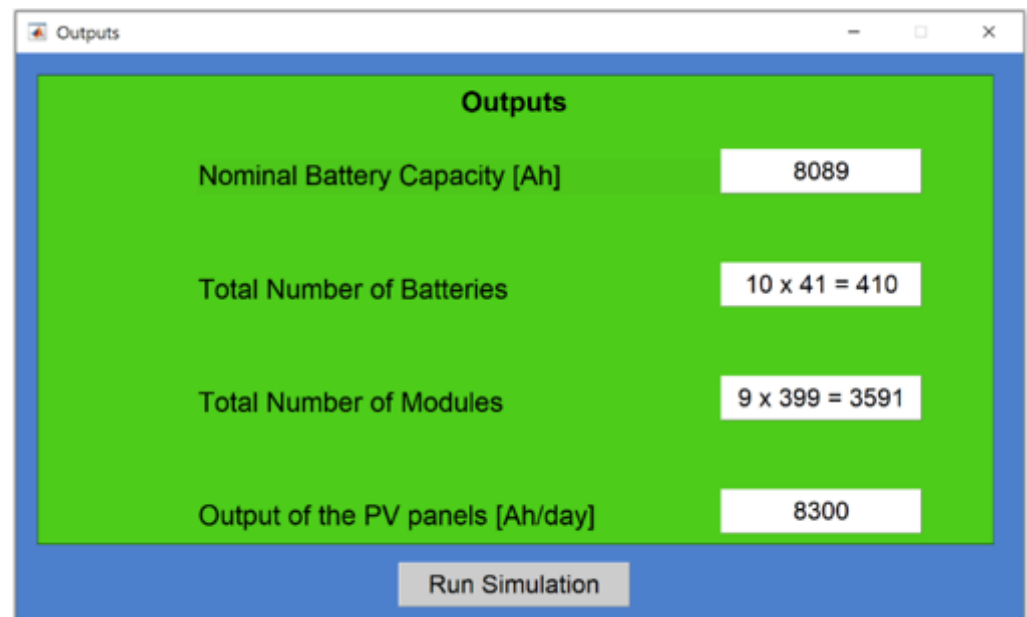 Outputs
Outputs
Nominal Battery Capacity [Ah] 8089
Total Number of Batteries 10 x 41 = 410
Total Number of Modules 9 x 399 = 3591
Output of the PV panels [Ah/day] 8300
Run Simulation